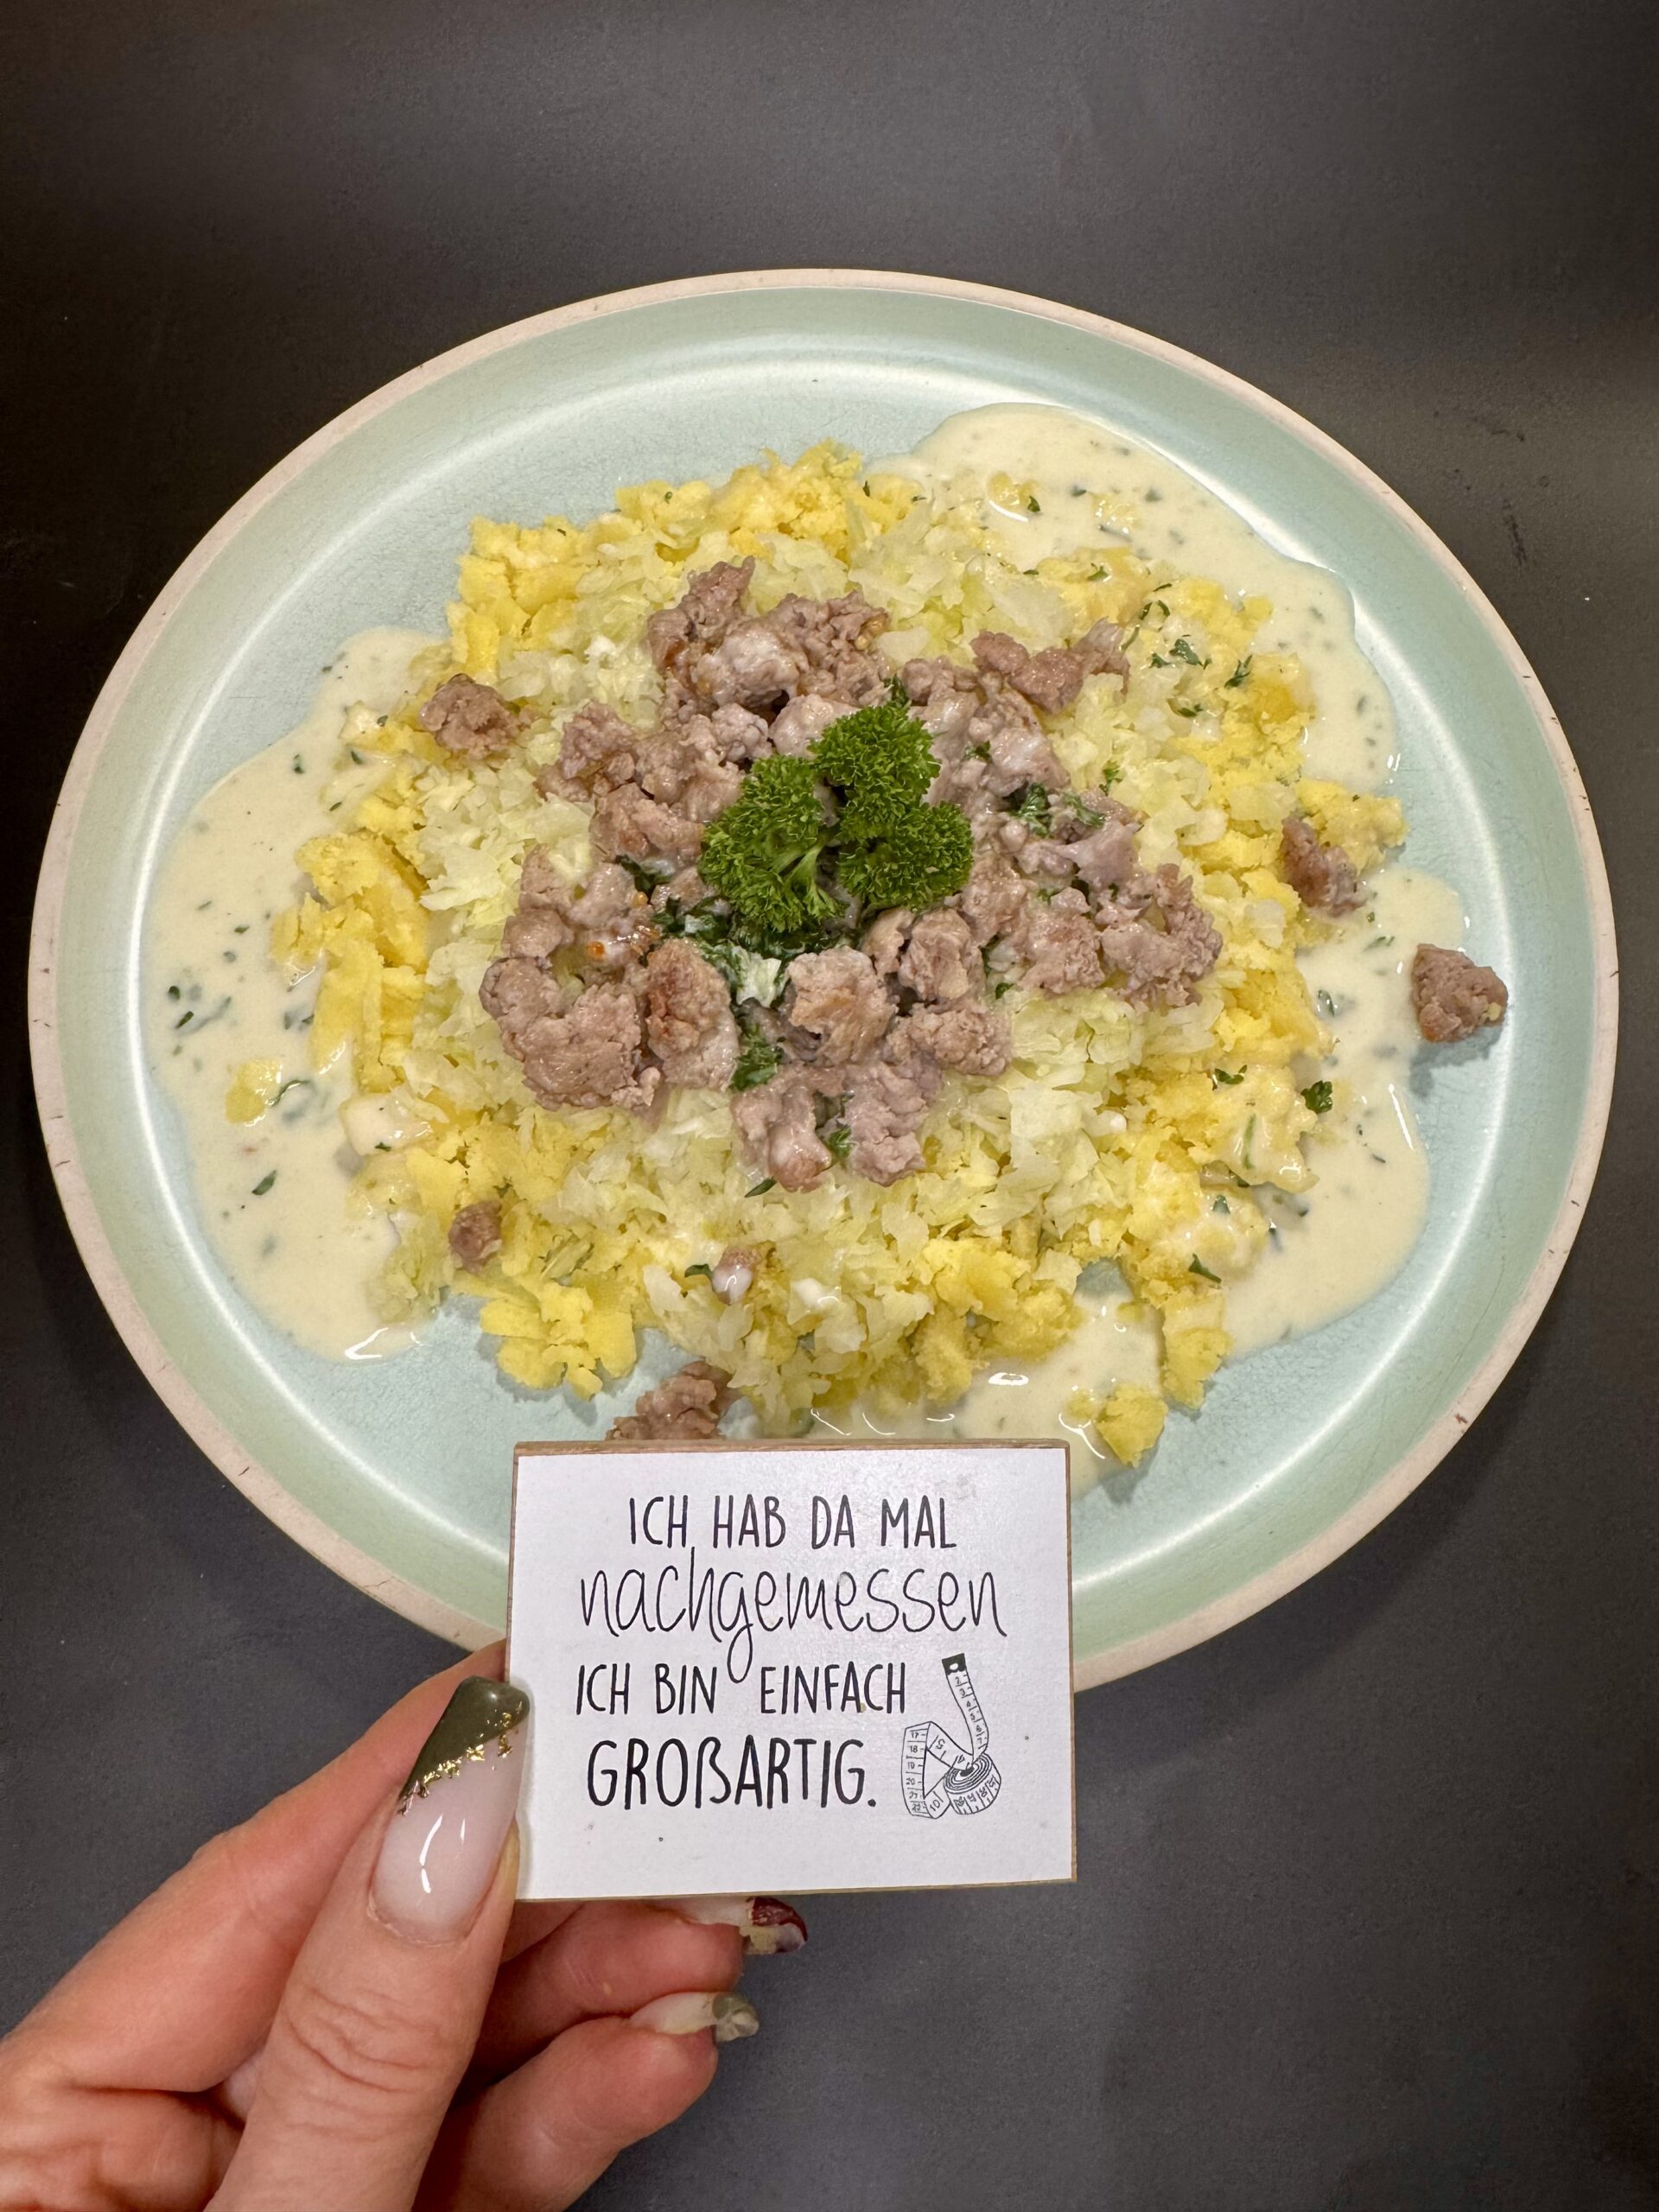 ICH HAB DA MAL
nachgemessen
ICH BIN EINFACH
GROßARTIG.